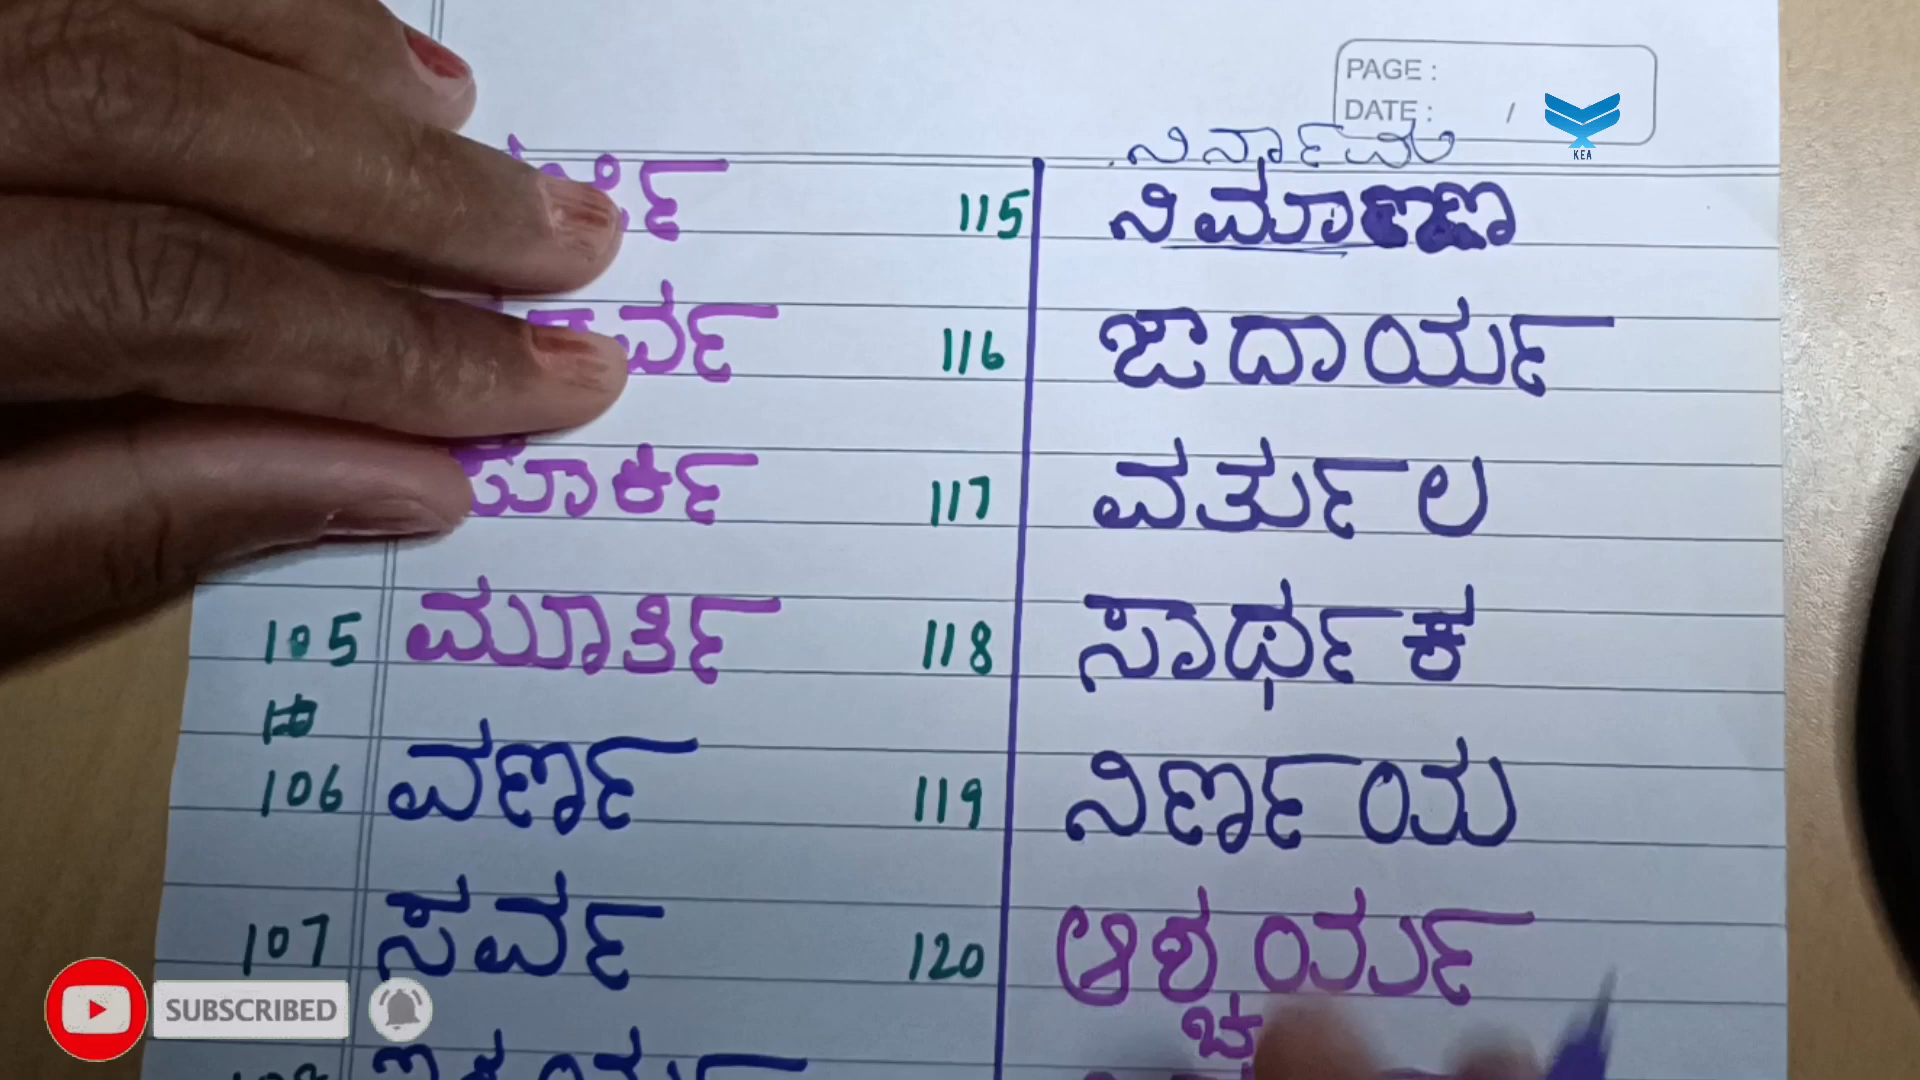 PAGE :
DATE : /
KEA
ನಿರ್ನಾಮ
115 ನಿಮಾಣ
ರ್ವ 116 ಔದಾರ್ಯ
117 ವರ್ತುಲ
105 ಮೂರ್ತಿ 118 ಸಾರ್ಥಕ
106 ವರ್ಣ 119 ನಿರ್ಣಯ
107 ಸರ್ವ 120 ಆಶ್ಚರ್ಯ
SUBSCRIBED